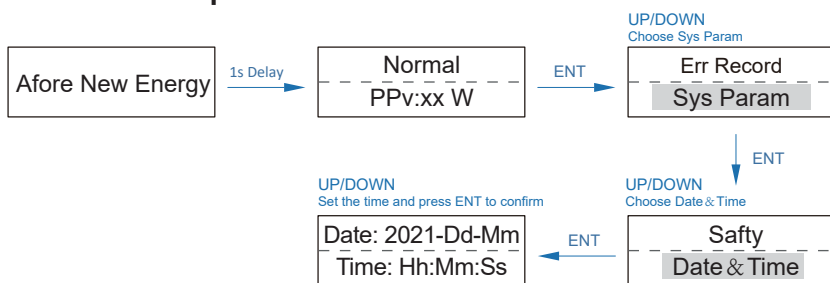 UP/DOWN
Choose Sys Param
Afore New Energy
1s Delay
Normal
PPv:xx W
ENT
Err Record
Sys Param
ENT
UP/DOWN
Set the time and press ENT to confirm
UP/DOWN
Choose Date&Time
Date: 2021-Dd-Mm
Time: Hh:Mm:Ss
ENT
Safty
Date&Time